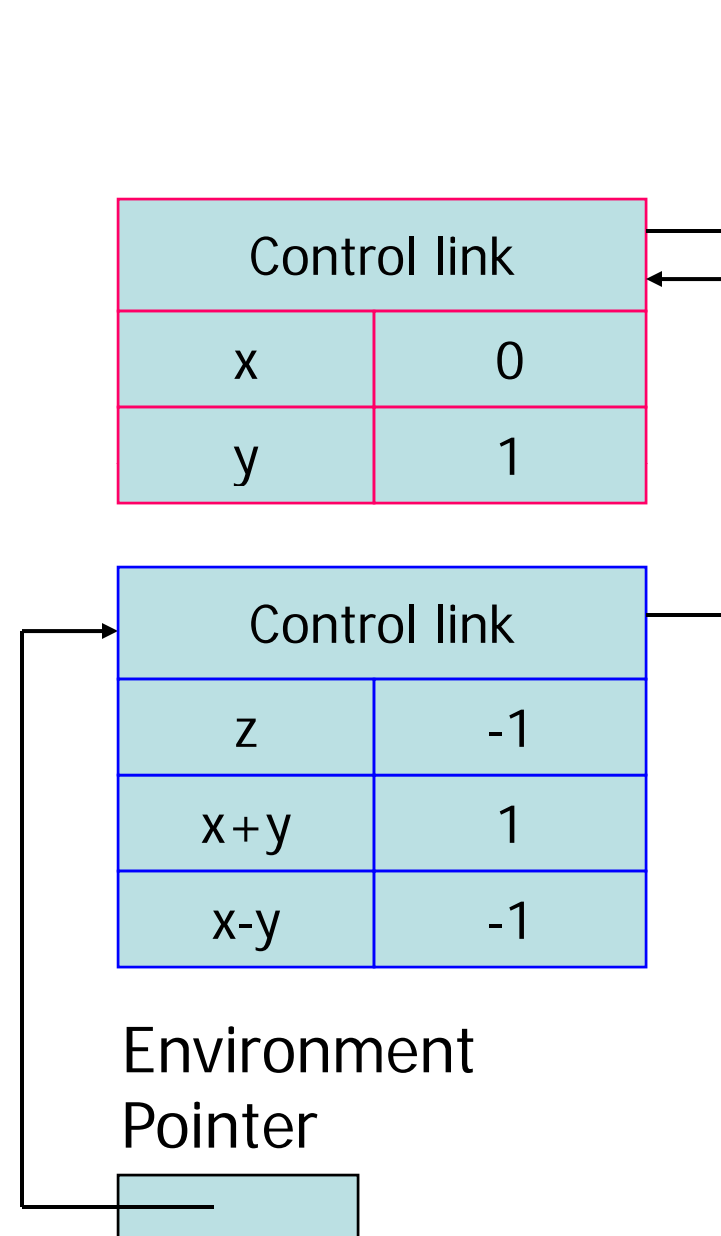 Control link
x 0
y 1
Control link
z -1
x+y 1
x-y -1
Environment
Pointer